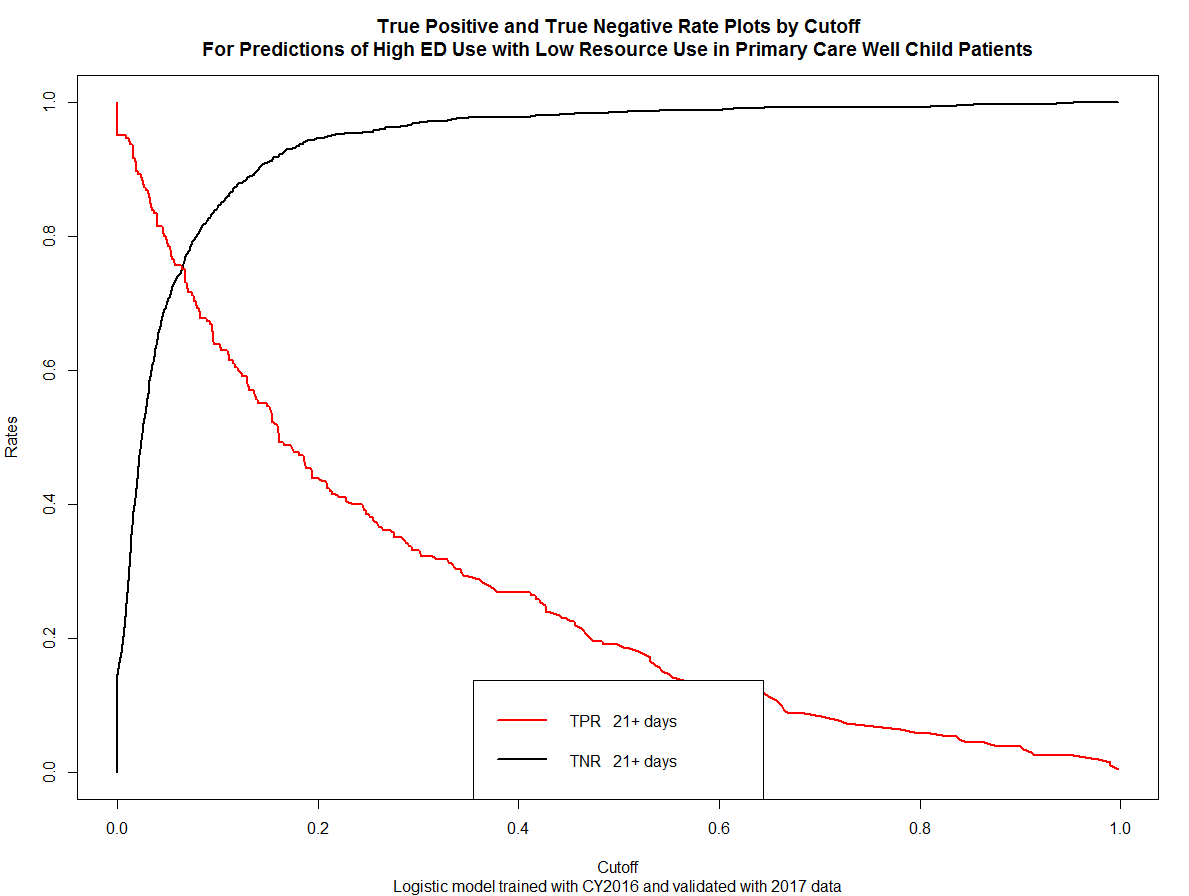 True Positive and True Negative Rate Plots by Cutoff
For Predictions of High ED Use with Low Resource Use in Primary Care Well Child Patients
Rates
1.0
0.8
0.6
0.4
0.2
0.0
TPR 21+ days
TNR 21+ days
0.0 0.2 0.4 0.6 0.8 1.0
Cutoff
Logistic model trained with CY2016 and validated with 2017 data